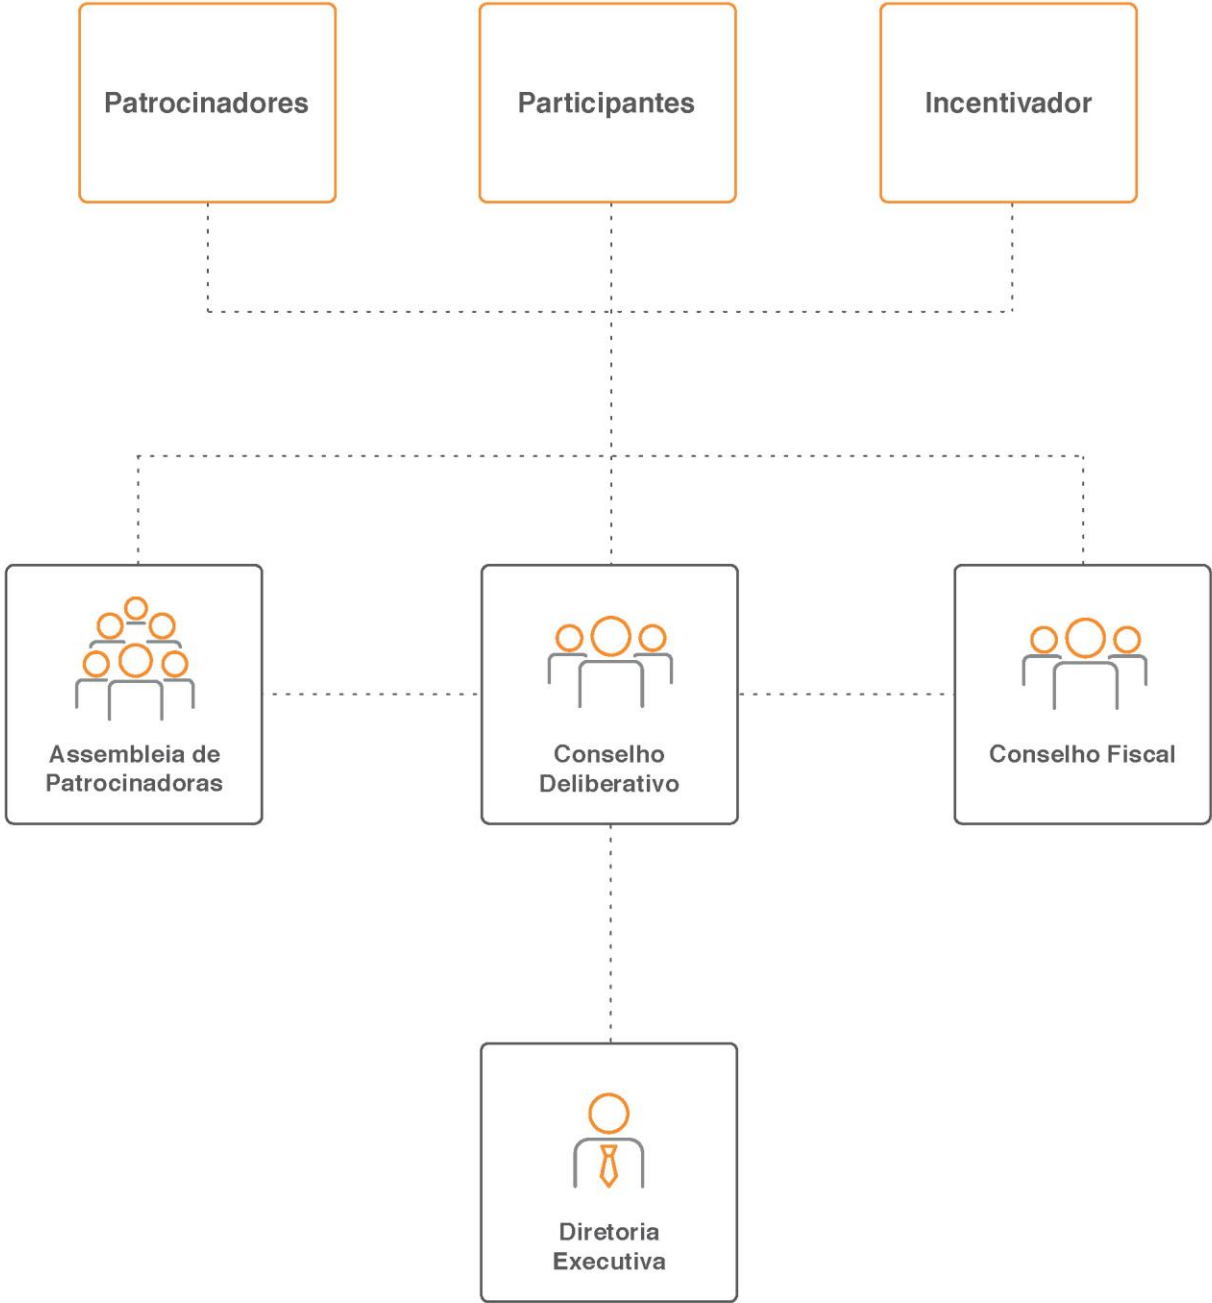 Patrocinadores
Participantes
Incentivador
Assembleia de
Patrocinadoras
Conselho
Deliberativo
Conselho Fiscal
Diretoria
Executiva